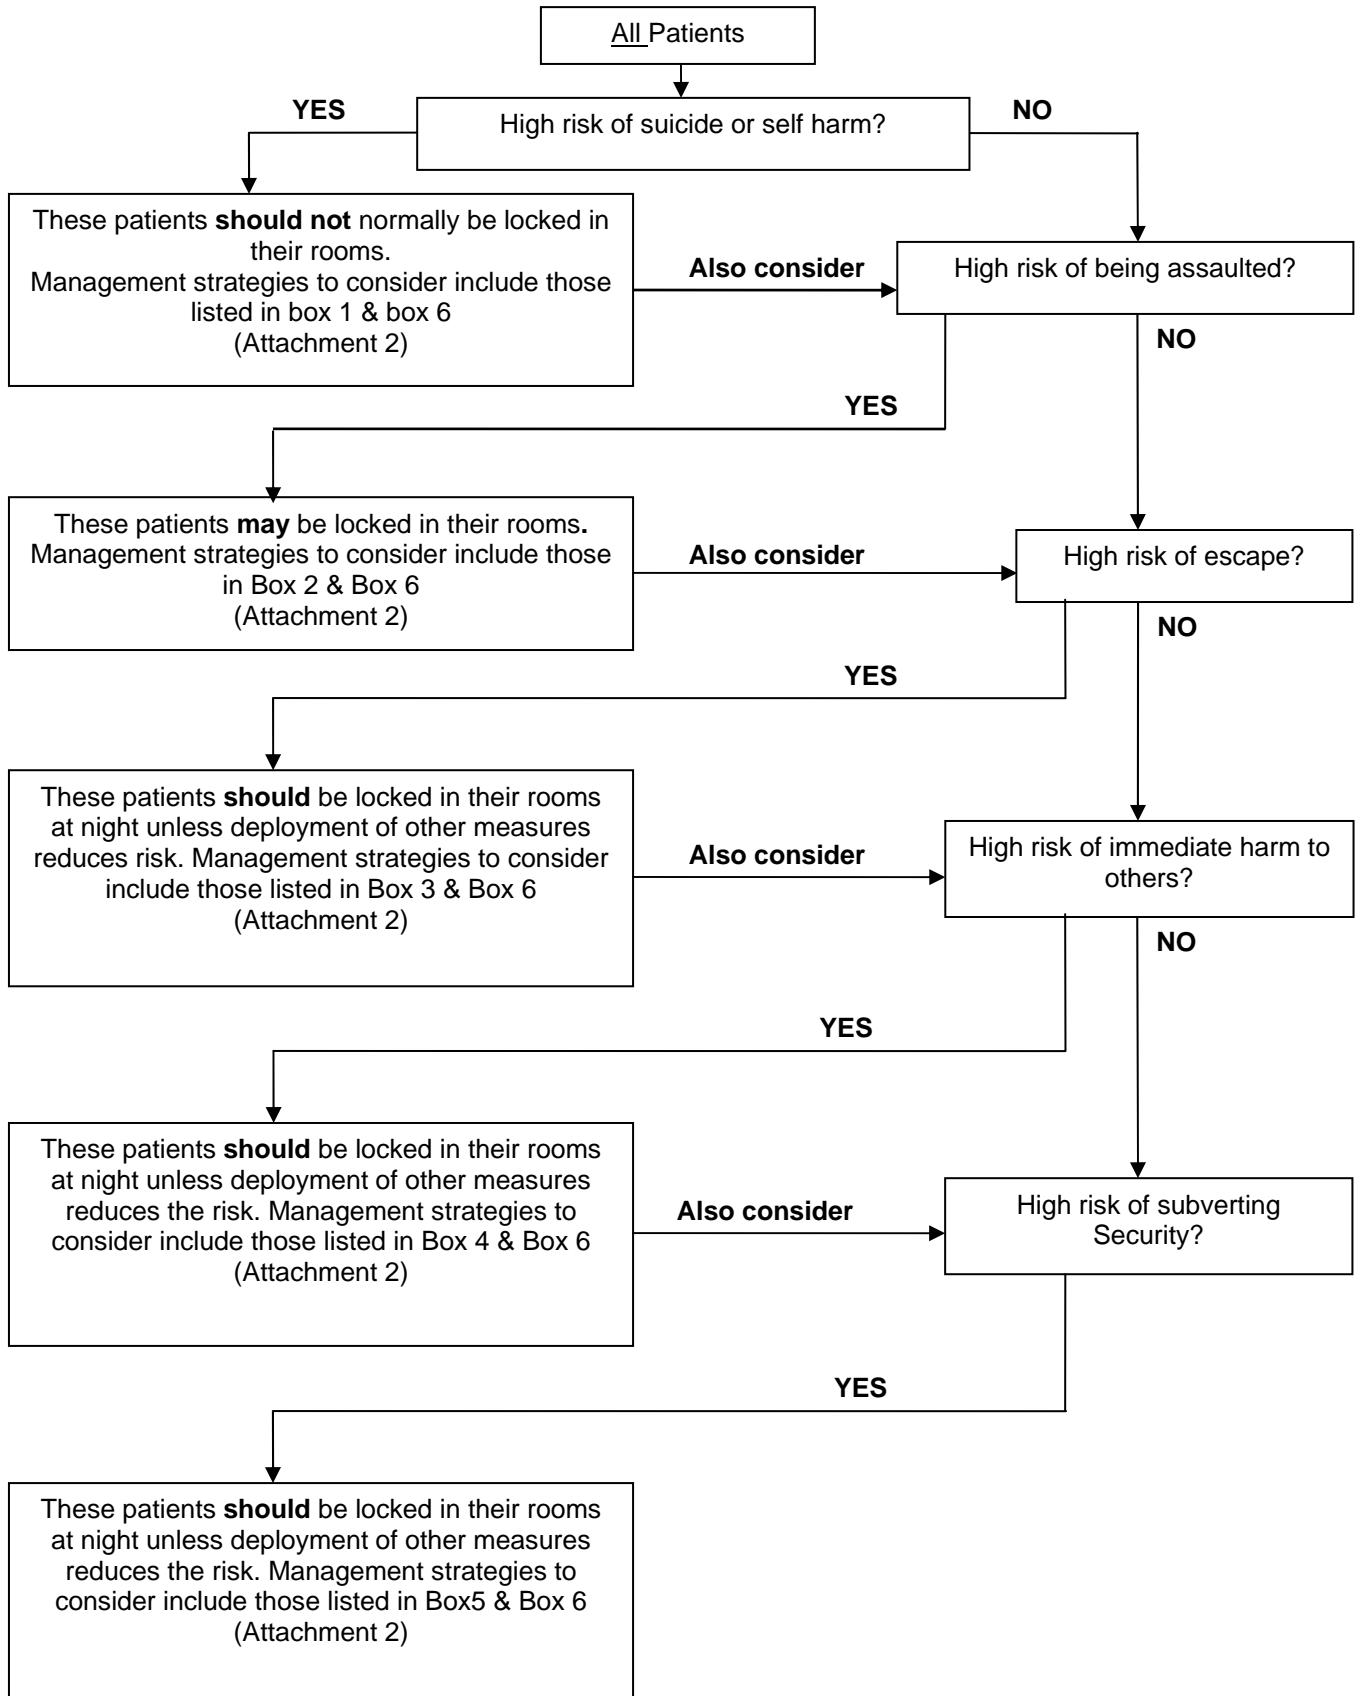 All Patients
YES
NO
High risk of suicide or self harm?
These patients should not normally be locked in
their rooms.
Management strategies to consider include those
listed in box 1 & box 6
(Attachment 2)
Also consider
High risk of being assaulted?
NO
YES
These patients may be locked in their rooms.
Management strategies to consider include those
in Box 2 & Box 6
(Attachment 2)
Also consider
High risk of escape?
NO
YES
These patients should be locked in their rooms
at night unless deployment of other measures
reduces risk. Management strategies to consider
include those listed in Box 3 & Box 6
(Attachment 2)
Also consider
High risk of immediate harm to
others?
NO
YES
These patients should be locked in their rooms
at night unless deployment of other measures
reduces the risk. Management strategies to
consider include those listed in Box 4 & Box 6
(Attachment 2)
Also consider
High risk of subverting
Security?
YES
These patients should be locked in their rooms
at night unless deployment of other measures
reduces the risk. Management strategies to
consider include those listed in Box5 & Box 6
(Attachment 2)